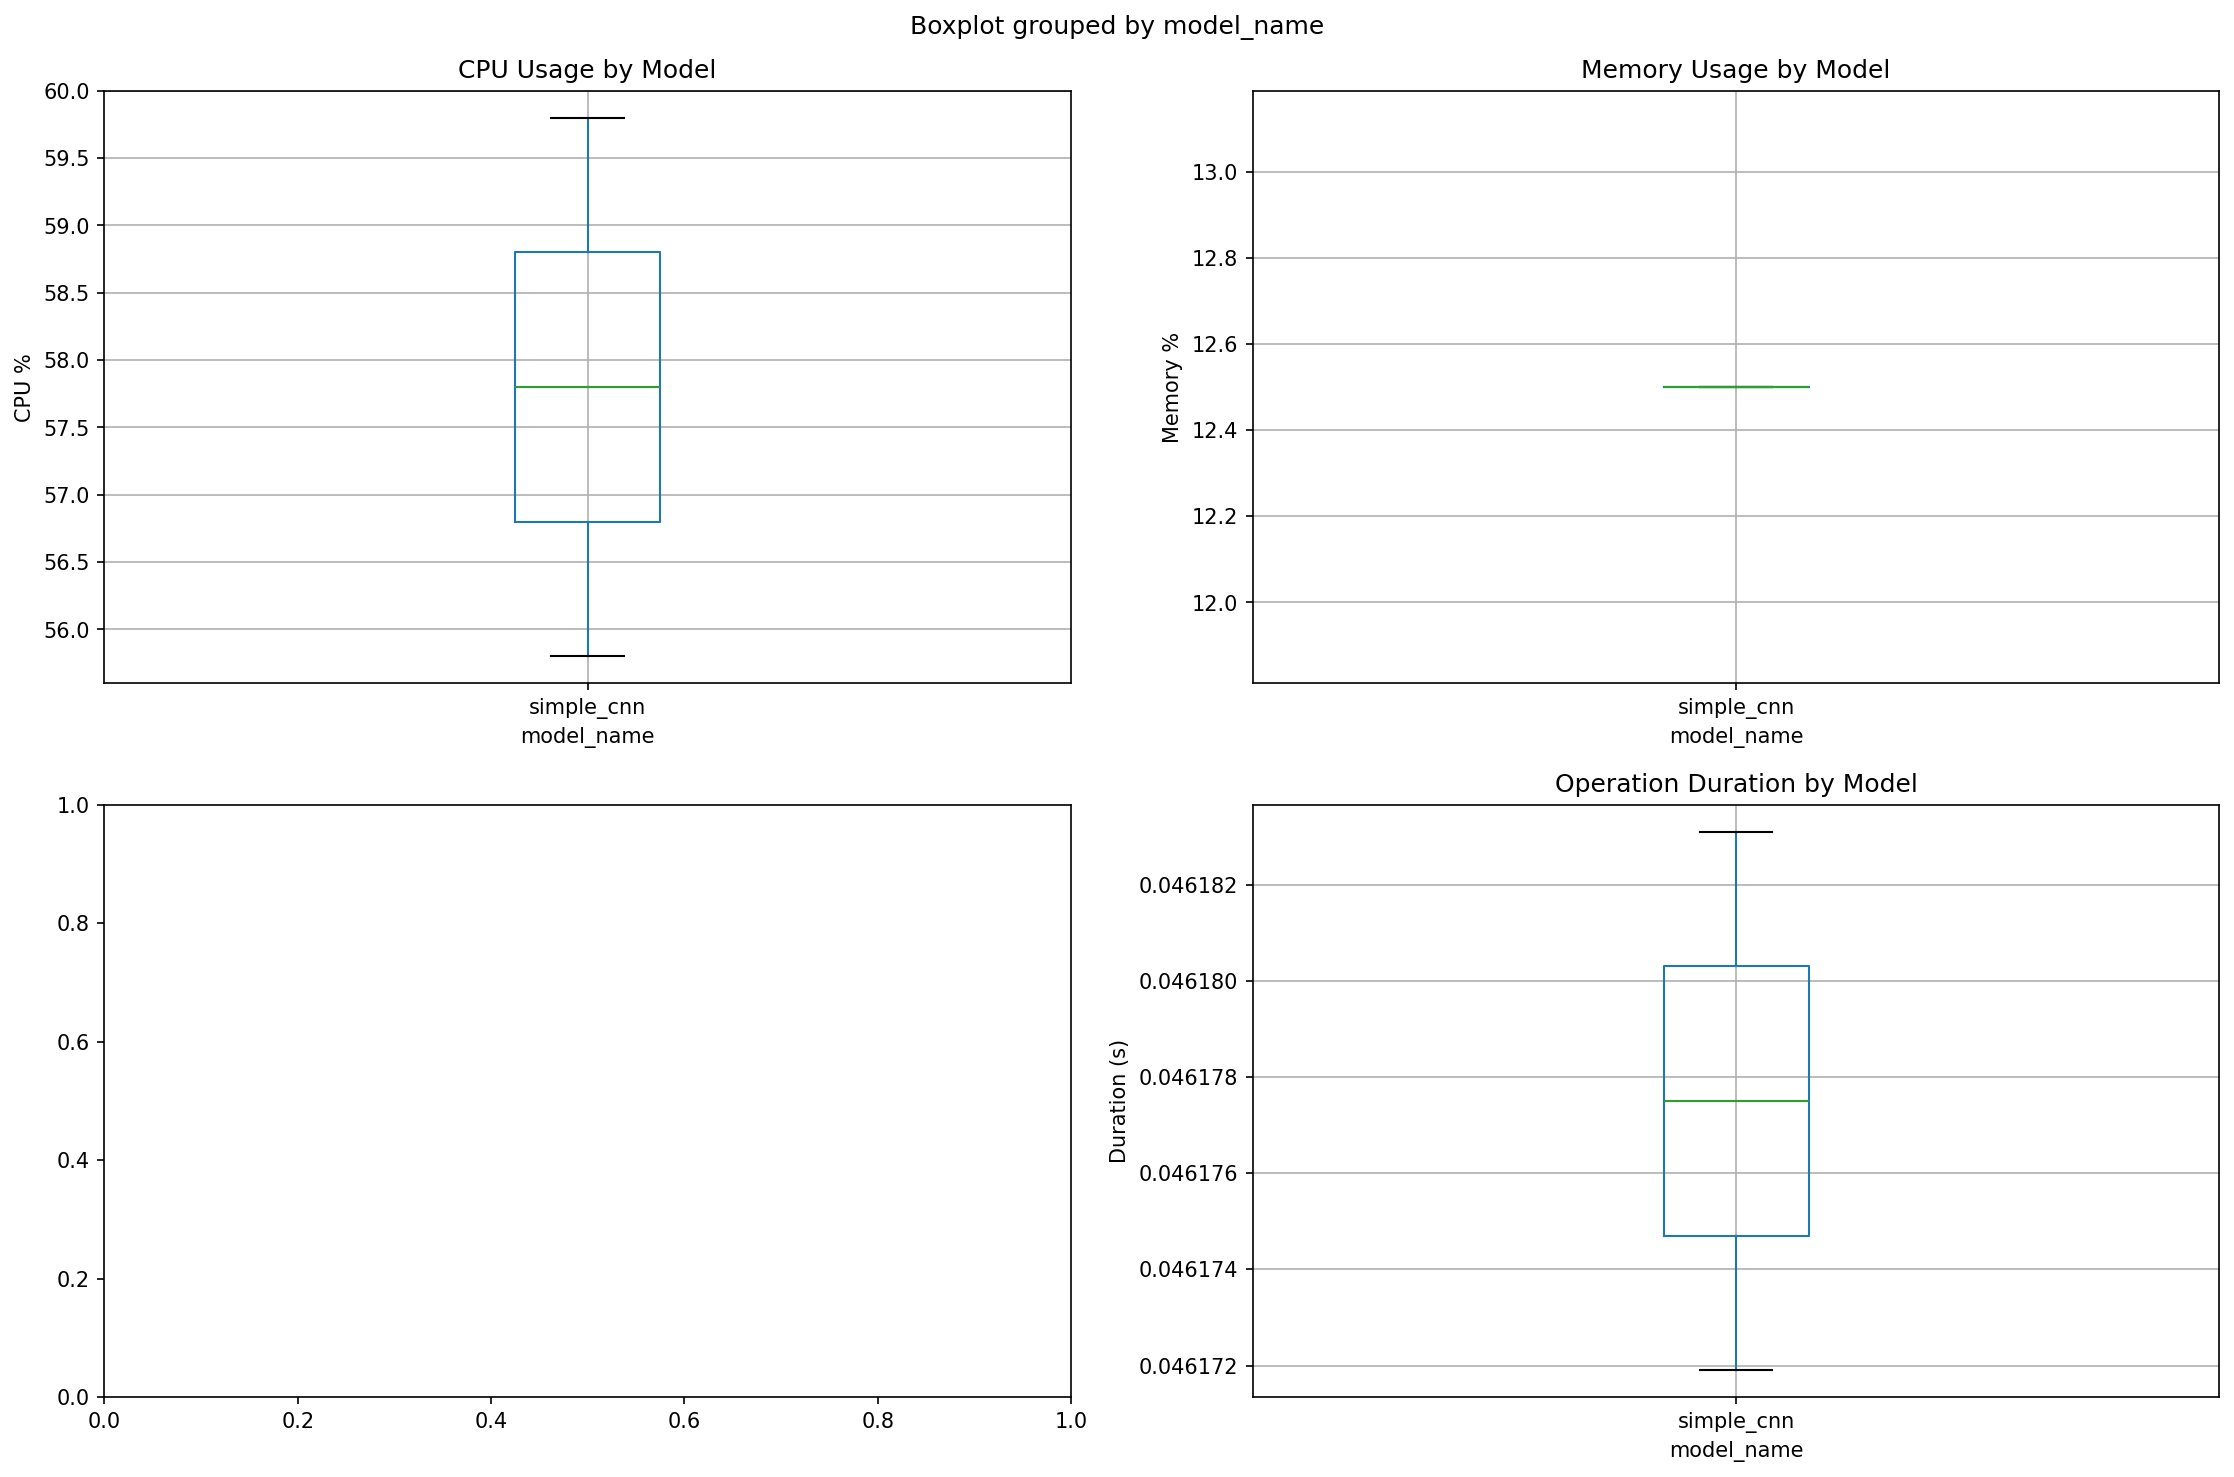 Boxplot grouped by model_name
CPU Usage by Model
60.0
59.5
59.0
58.5
58.0
57.5
57.0
56.5
56.0
CPU %
simple_cnn
model_name
Memory Usage by Model
13.0
12.8
12.6
12.4
12.2
12.0
Memory %
simple_cnn
model_name
1.0
0.8
0.6
0.4
0.2
0.0
0.0 0.2 0.4 0.6 0.8 1.0
Operation Duration by Model
0.046182
0.046180
0.046178
0.046176
0.046174
0.046172
Duration (s)
simple_cnn
model_name